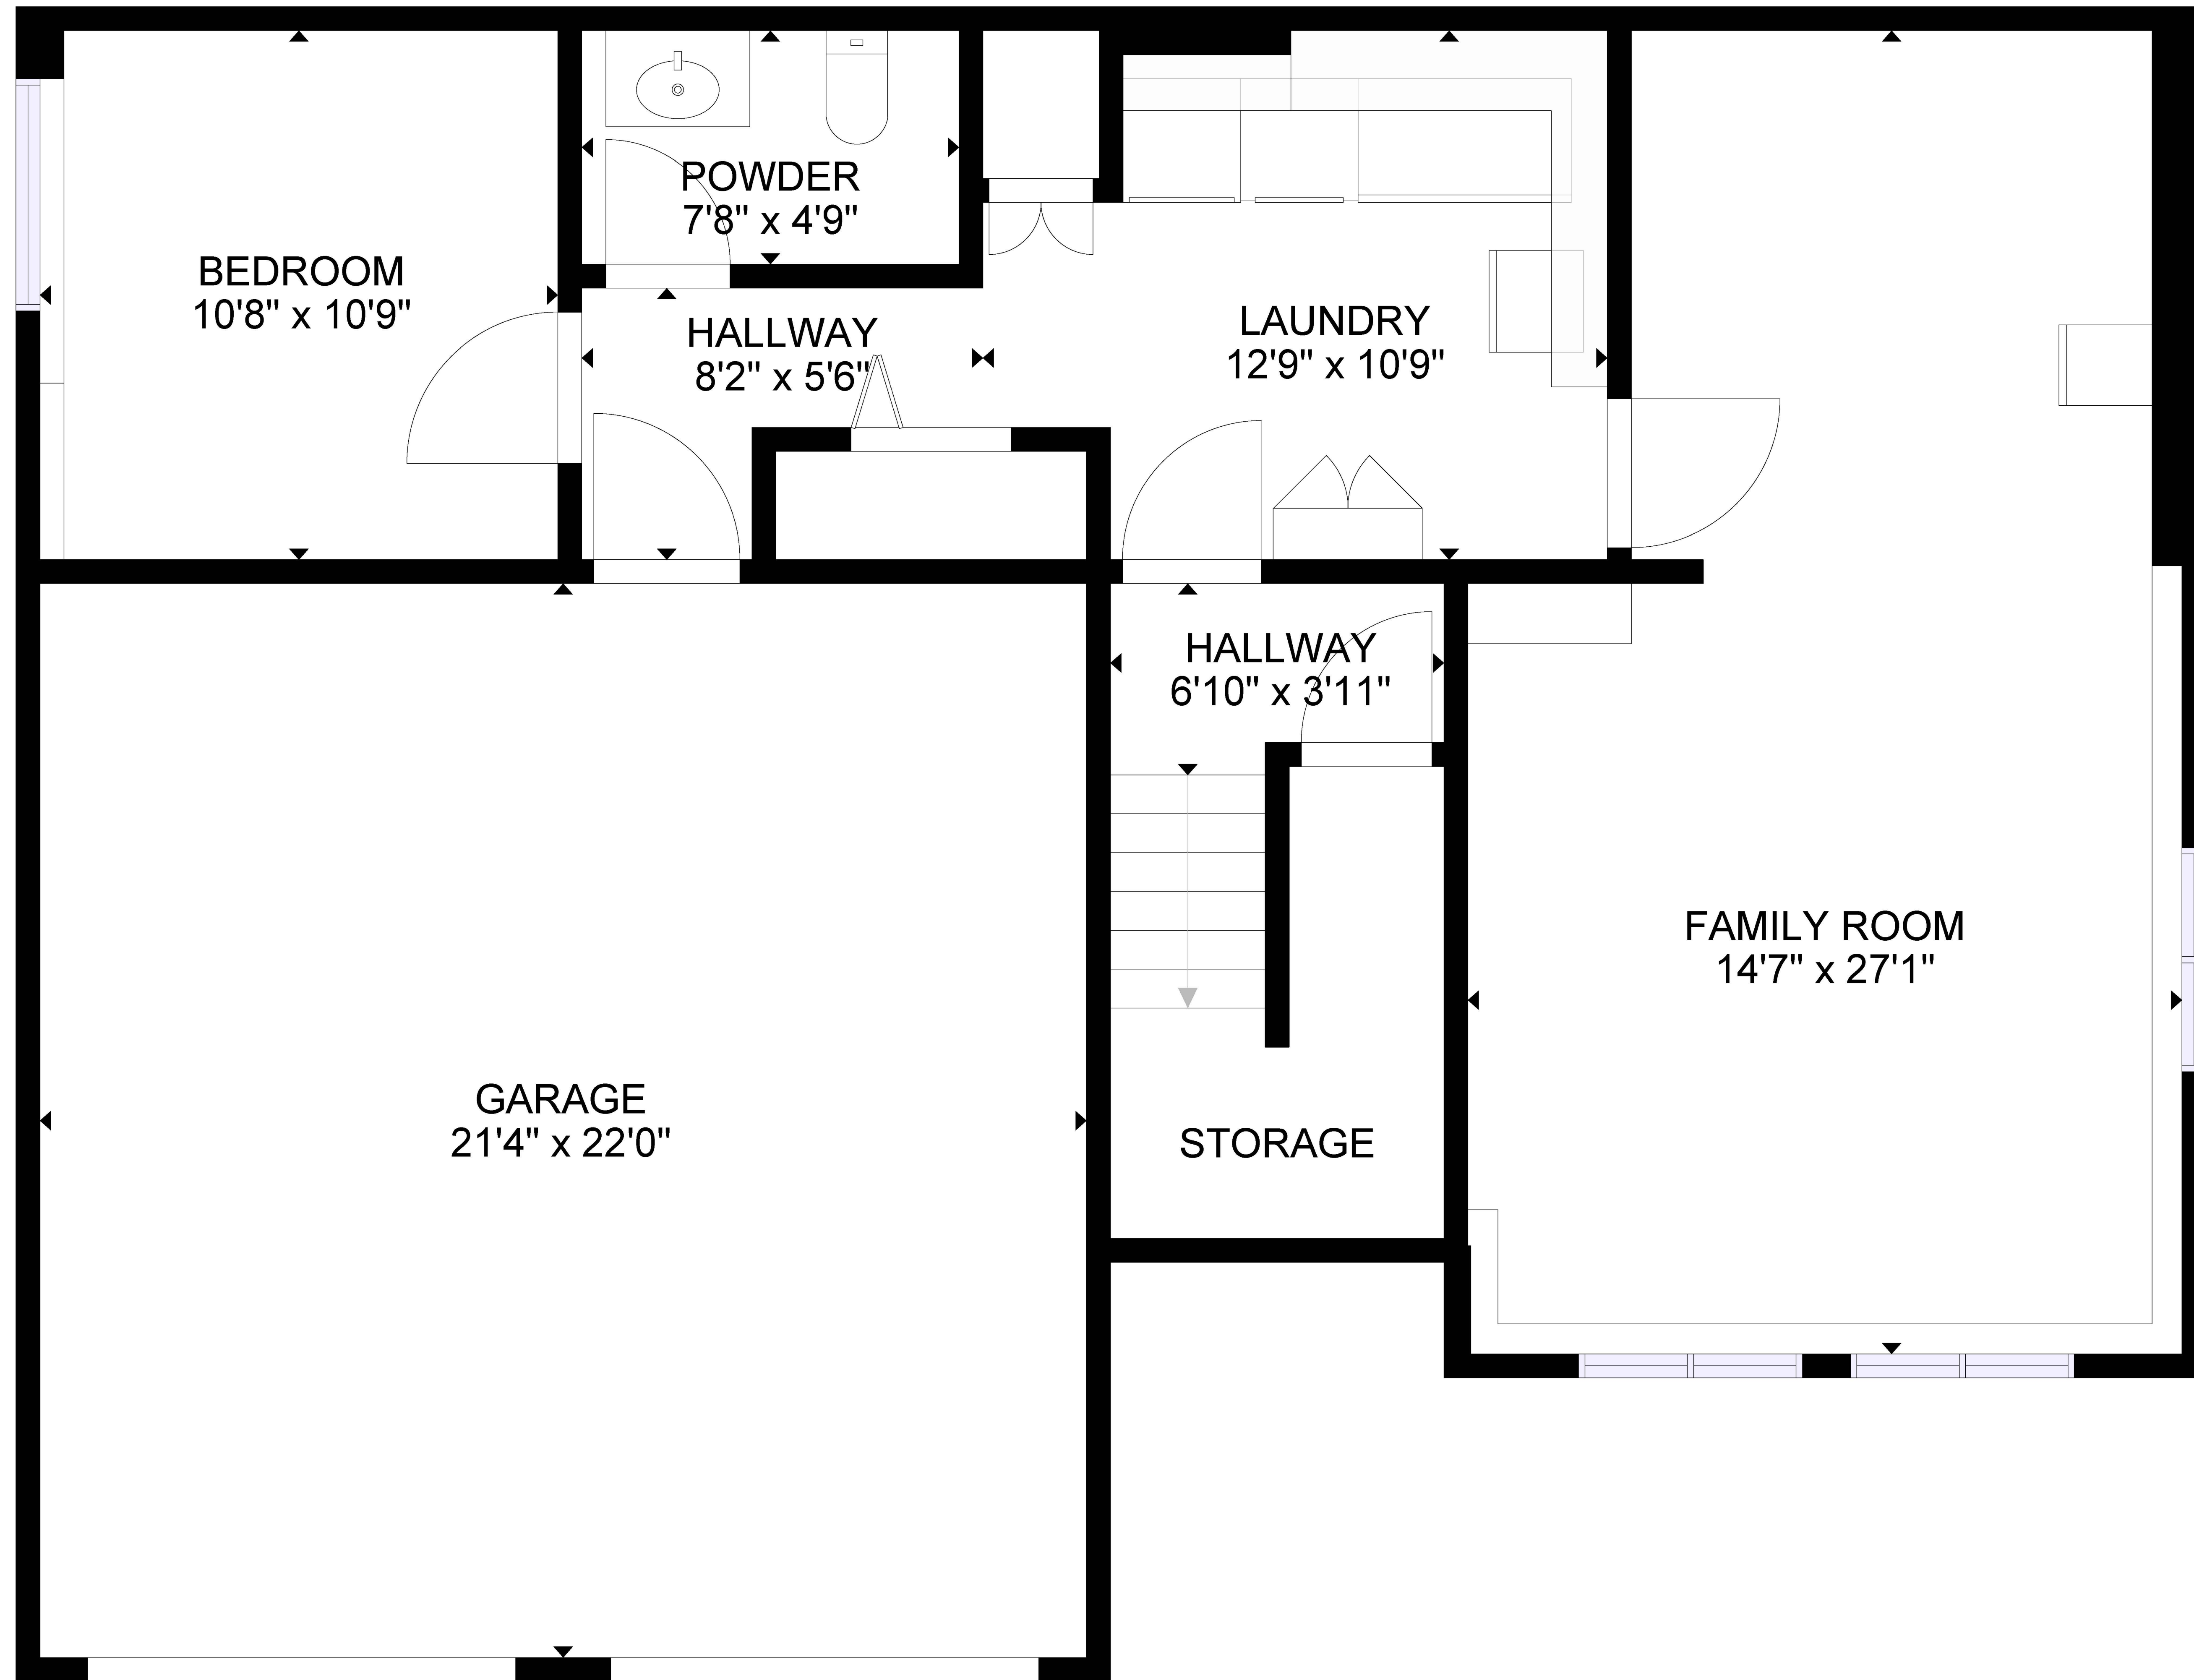 POWDER
7'8" x 4'9"
BEDROOM
10'8" x 10'9"
HALLWAY
8'2" x 5'6"
LAUNDRY
12'9" x 10'9"
HALLWAY
6'10" x 3'11"
FAMILY ROOM
14'7" x 27'1"
GARAGE
21'4" x 22'0"
STORAGE